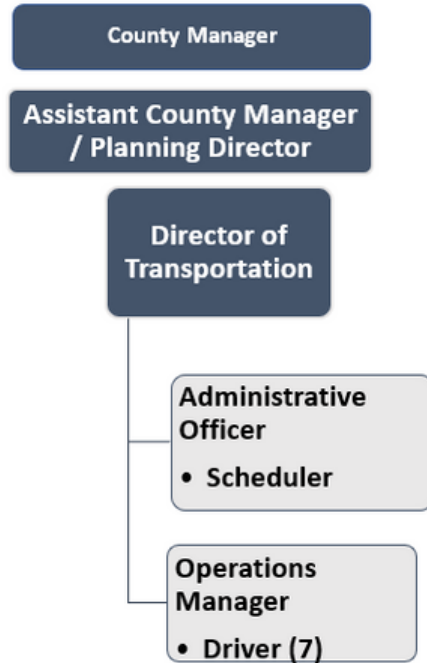 County Manager
Assistant County Manager
/ Planning Director
Director of
Transportation
Administrative
Officer
• Scheduler
Operations
Manager
• Driver (7)